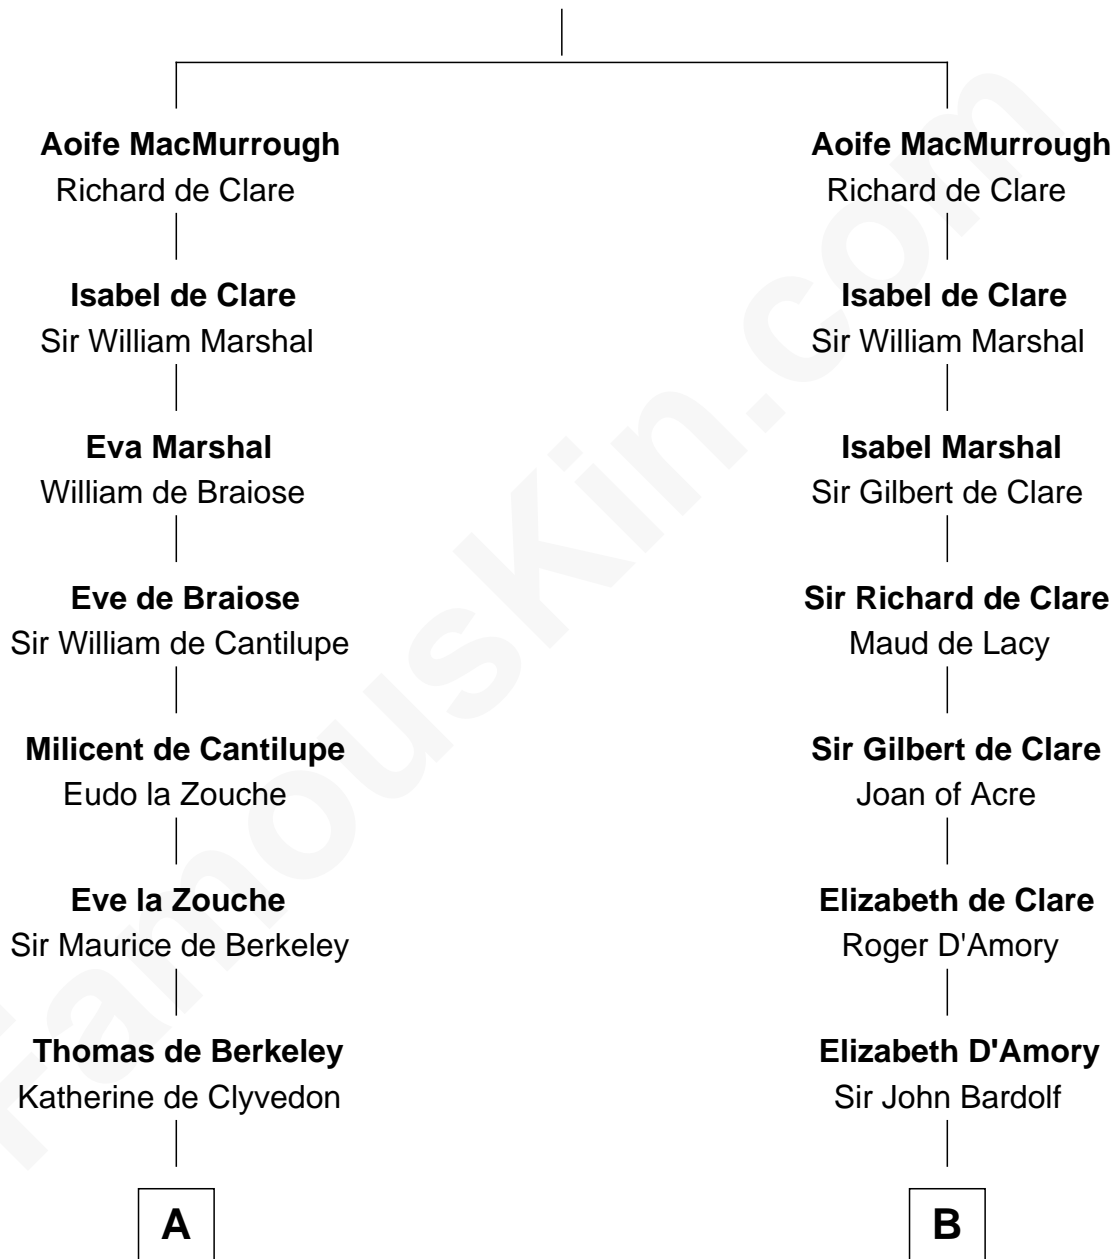 Aoife MacMurrough
Richard de Clare
Isabel de Clare
Sir William Marshal
Eva Marshal
William de Braiose
Eve de Braiose
Sir William de Cantilupe
Milicent de Cantilupe
Eudo la Zouche
Eve la Zouche
Sir Maurice de Berkeley
Thomas de Berkeley
Katherine de Clyvedon
A
Aoife MacMurrough
Richard de Clare
Isabel de Clare
Sir William Marshal
Isabel Marshal
Sir Gilbert de Clare
Sir Richard de Clare
Maud de Lacy
Sir Gilbert de Clare
Joan of Acre
Elizabeth de Clare
Roger D'Amory
Elizabeth D'Amory
Sir John Bardolf
B
FamousKin.com